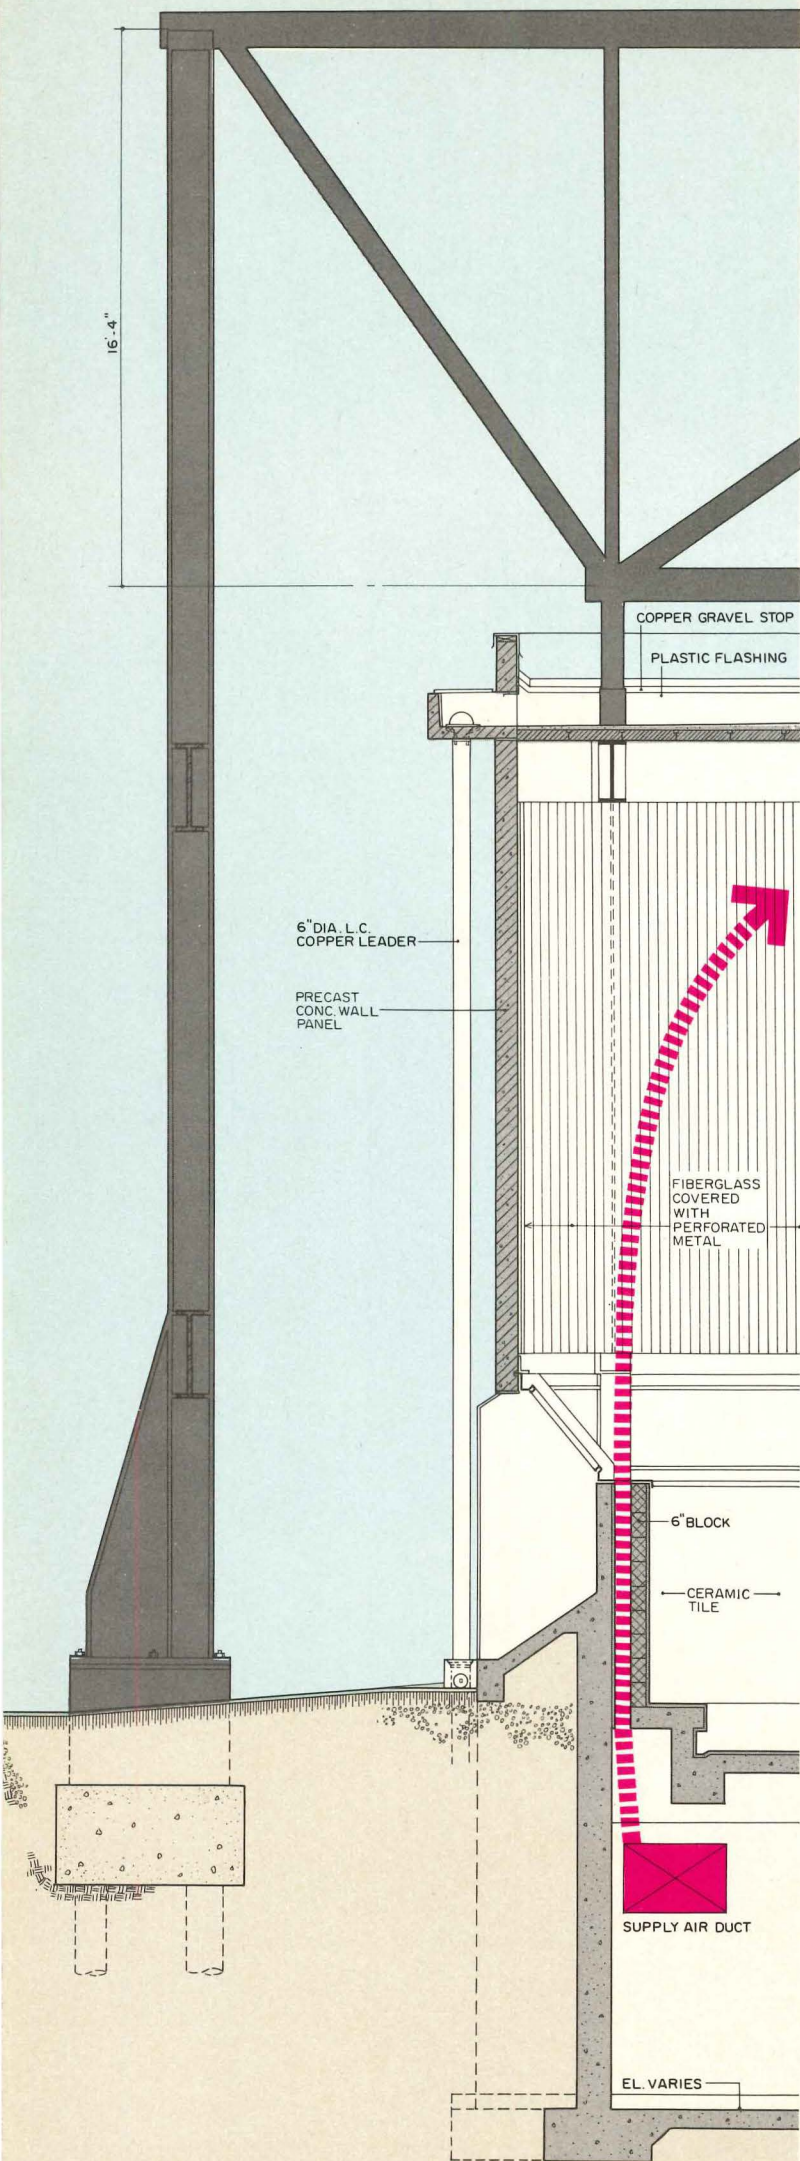 16'-4"
COPPER GRAVEL STOP
PLASTIC FLASHING
6" DIA. L.C.
COPPER LEADER
PRECAST
CONC. WALL
PANEL
FIBERGLASS
COVERED
WITH
PERFORATED
METAL
6" BLOCK
CERAMIC
TILE
SUPPLY AIR DUCT
EL. VARIES